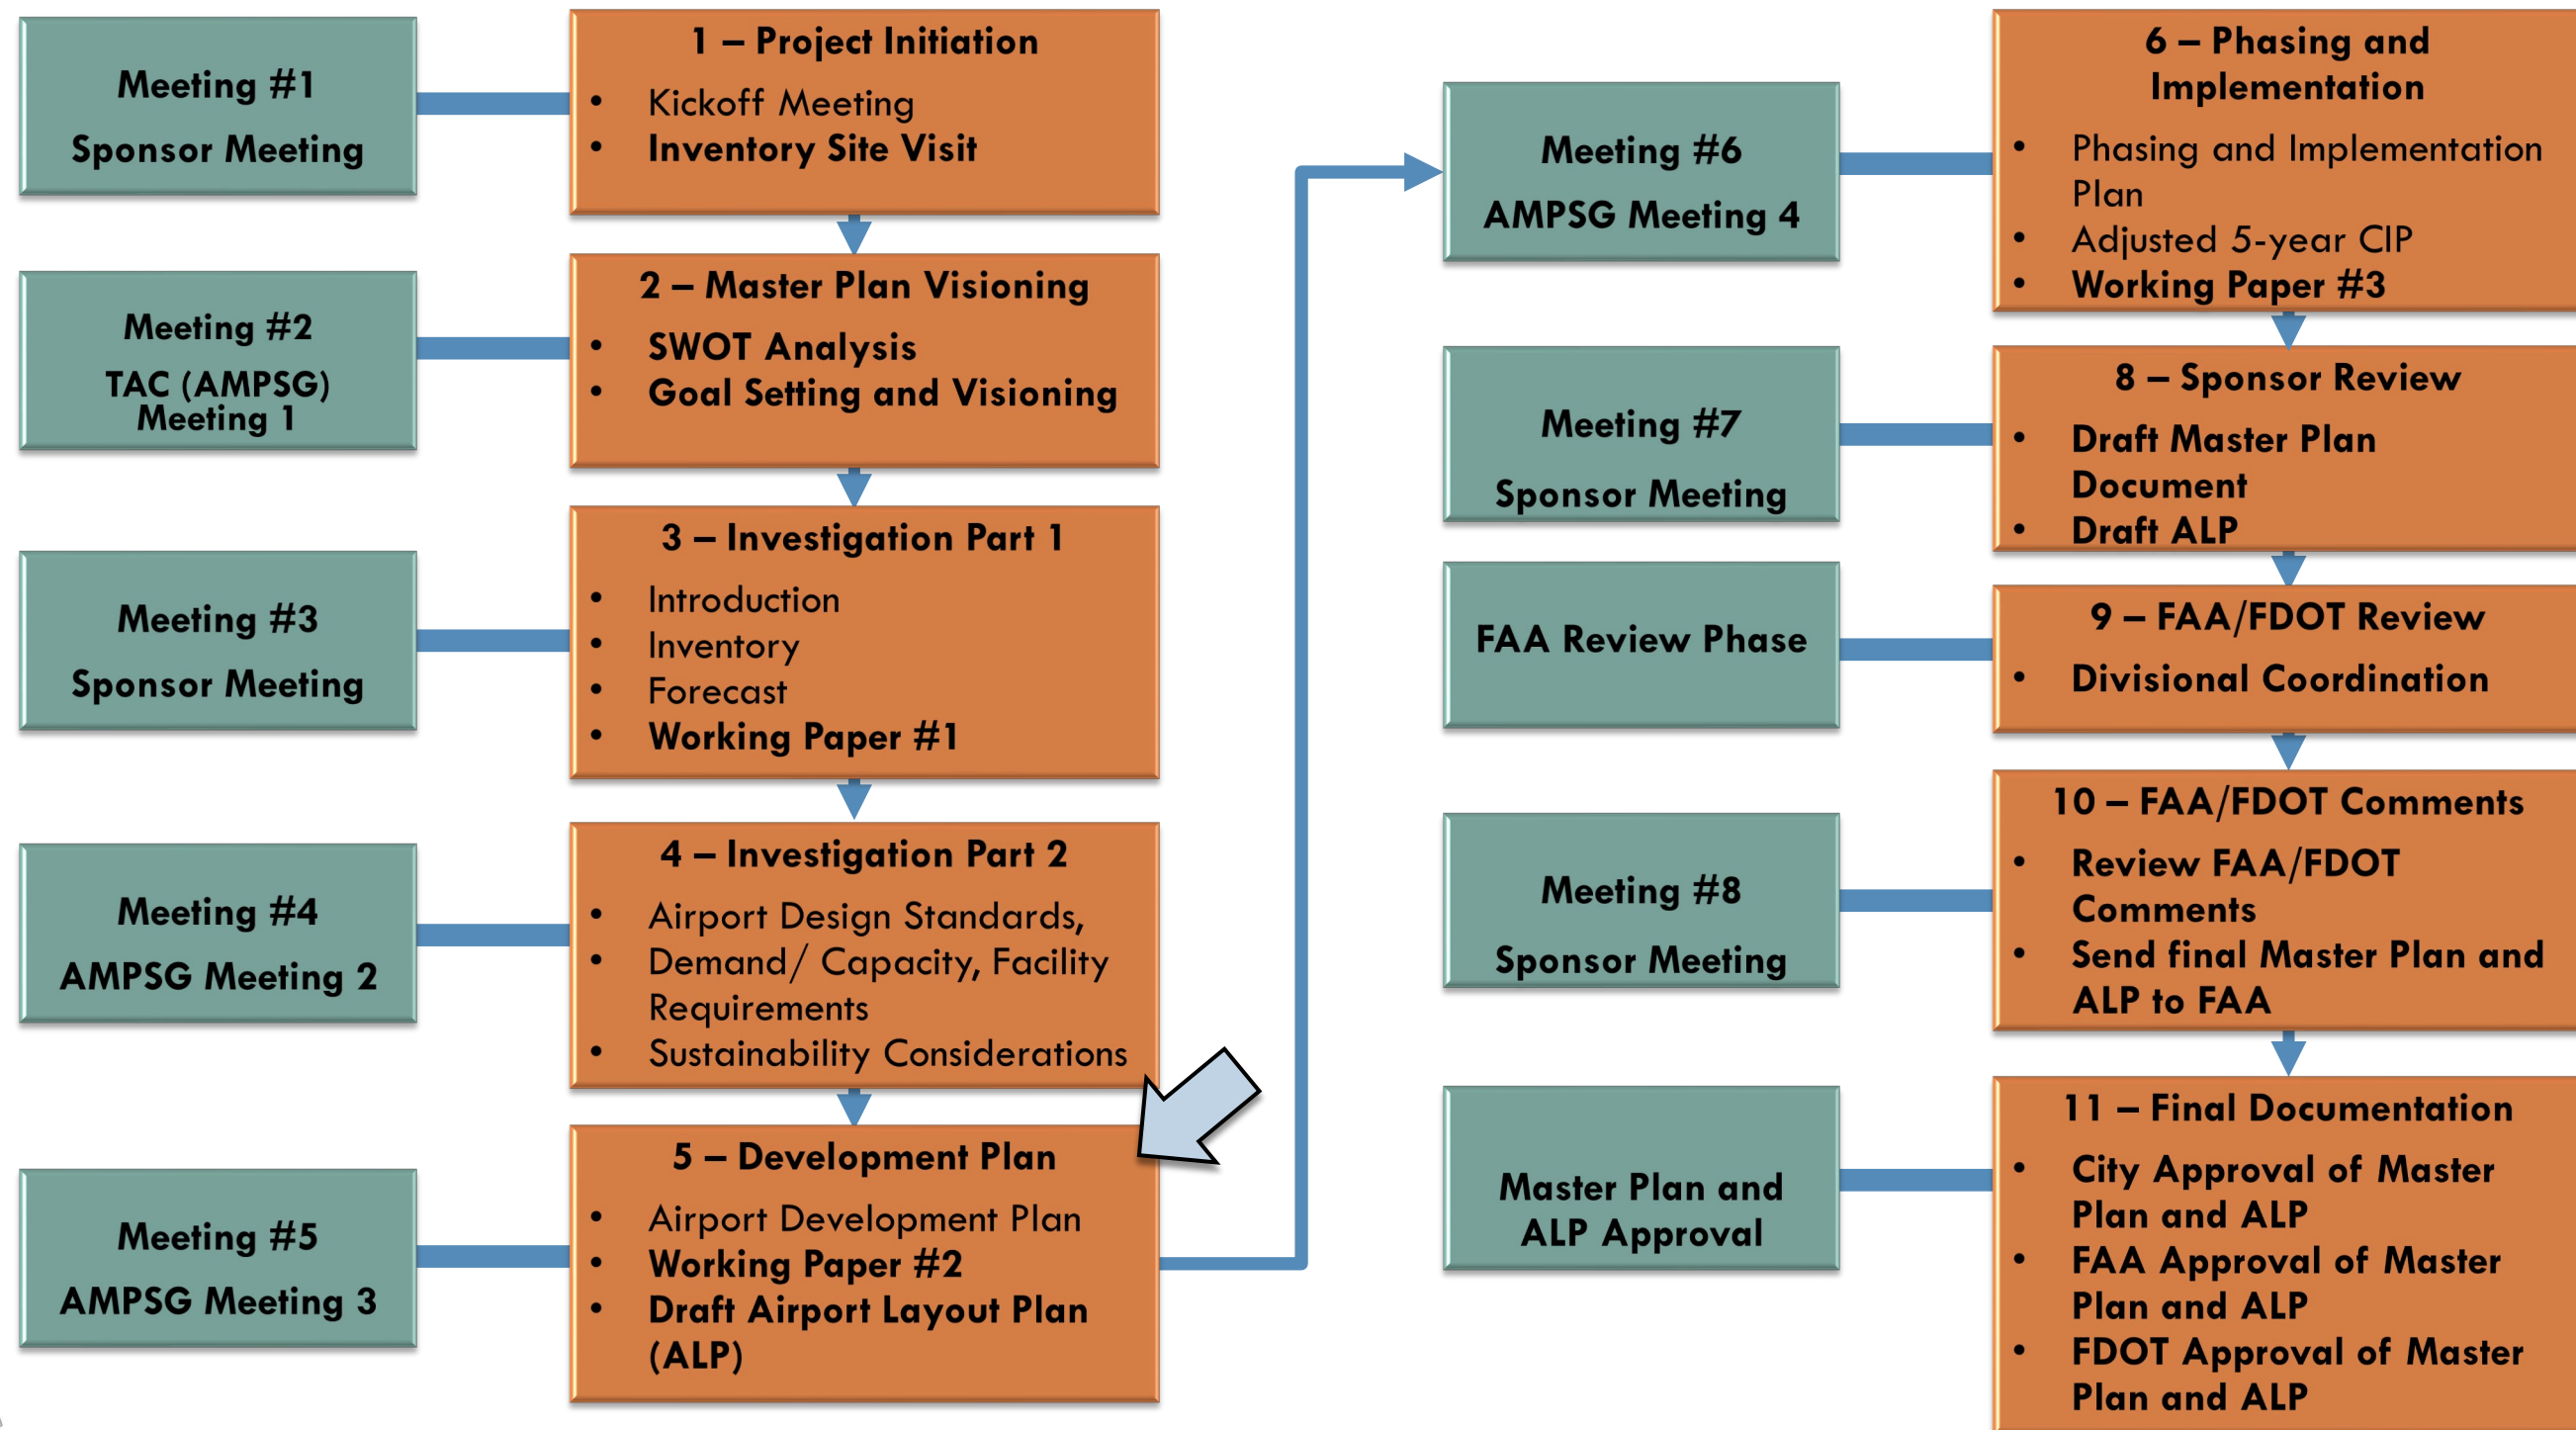 Meeting #1
Sponsor Meeting
1 – Project Initiation
• Kickoff Meeting
• Inventory Site Visit
Meeting #2
TAC (AMPSG)
Meeting 1
2 – Master Plan Visioning
• SWOT Analysis
• Goal Setting and Visioning
Meeting #3
Sponsor Meeting
3 – Investigation Part 1
• Introduction
• Inventory
• Forecast
• Working Paper #1
Meeting #4
AMPSG Meeting 2
4 – Investigation Part 2
• Airport Design Standards,
• Demand/ Capacity, Facility
Requirements
• Sustainability Considerations
Meeting #5
AMPSG Meeting 3
5 – Development Plan
• Airport Development Plan
• Working Paper #2
• Draft Airport Layout Plan
(ALP)
Meeting #6
AMPSG Meeting 4
6 – Phasing and
Implementation
• Phasing and Implementation
Plan
• Adjusted 5-year CIP
• Working Paper #3
Meeting #7
Sponsor Meeting
8 – Sponsor Review
• Draft Master Plan
Document
• Draft ALP
FAA Review Phase
9 – FAA/FDOT Review
• Divisional Coordination
Meeting #8
Sponsor Meeting
10 – FAA/FDOT Comments
• Review FAA/FDOT
Comments
• Send final Master Plan and
ALP to FAA
Master Plan and
ALP Approval
11 – Final Documentation
• City Approval of Master
Plan and ALP
• FAA Approval of Master
Plan and ALP
• FDOT Approval of Master
Plan and ALP